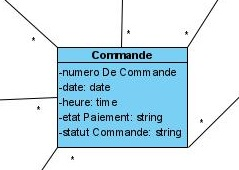 *
*
*
Commande
-numero De Commande
-date: date
-heure: time
-etat Paiement: string
-statut Commande: string
*
*
*